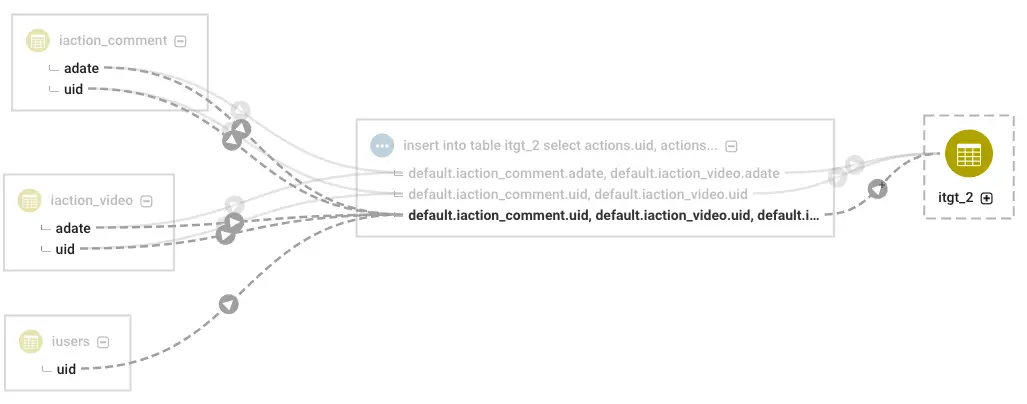 iaction_comment
adate
uid
iaction_video
adate
uid
iusers
uid
insert into table itgt_2 select actions.uid, actions...
default.iaction_comment.adate, default.iaction_video.adate
default.iaction_comment.uid, default.iaction_video.uid
default.iaction_comment.uid, default.iaction_video.uid, default.i...
itgt_2